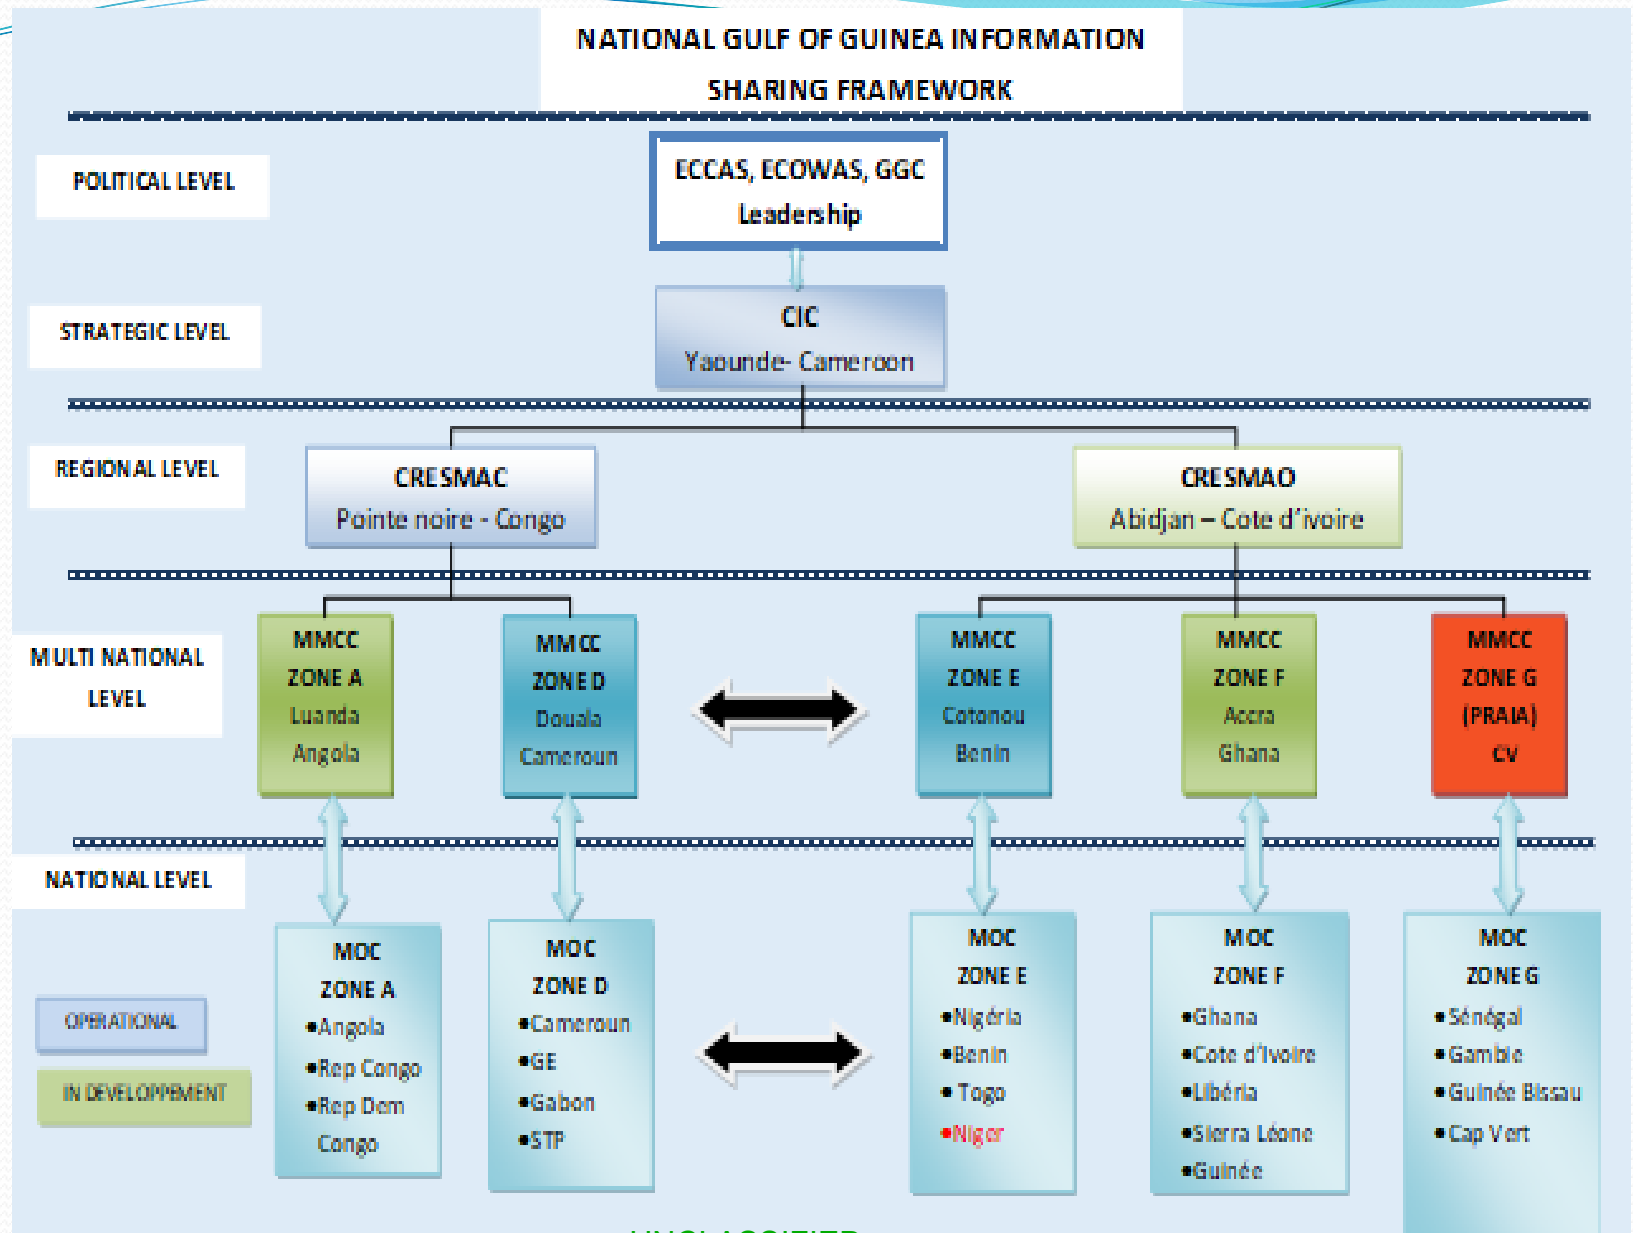 NATIONAL GULF OF GUINEA INFORMATION
SHARING FRAMEWORK
POLITICAL LEVEL
ECCAS, ECOWAS, GGC
Leadership
STRATEGIC LEVEL
CIC
Yaounde- Cameroon
REGIONAL LEVEL
CRESMAC
Pointe noire - Congo
CRESMAO
Abidjan – Cote d'ivoire
MULTI NATIONAL
LEVEL
MMCC
ZONE A
Luanda
Angola
MMCC
ZONE D
Douala
Cameroun
MMCC
ZONE E
Cotonou
Benin
MMCC
ZONE F
Accra
Ghana
MMCC
ZONE G
(PRAIA)
CV
NATIONAL LEVEL
MOC
ZONE A
•Angola
•Rep Congo
•Rep Dem
Congo
MOC
ZONE D
•Cameroun
•GE
•Gabon
•STP
MOC
ZONE E
•Nigéria
•Benin
• Togo
•Niger
MOC
ZONE F
•Ghana
•Cote d'Ivoire
•Libéria
•Sierra Léone
•Guinée
MOC
ZONE G
•Sénégal
•Gambie
•Guinée Bissau
•Cap Vert
OPERATIONAL
IN DEVELOPPEMENT